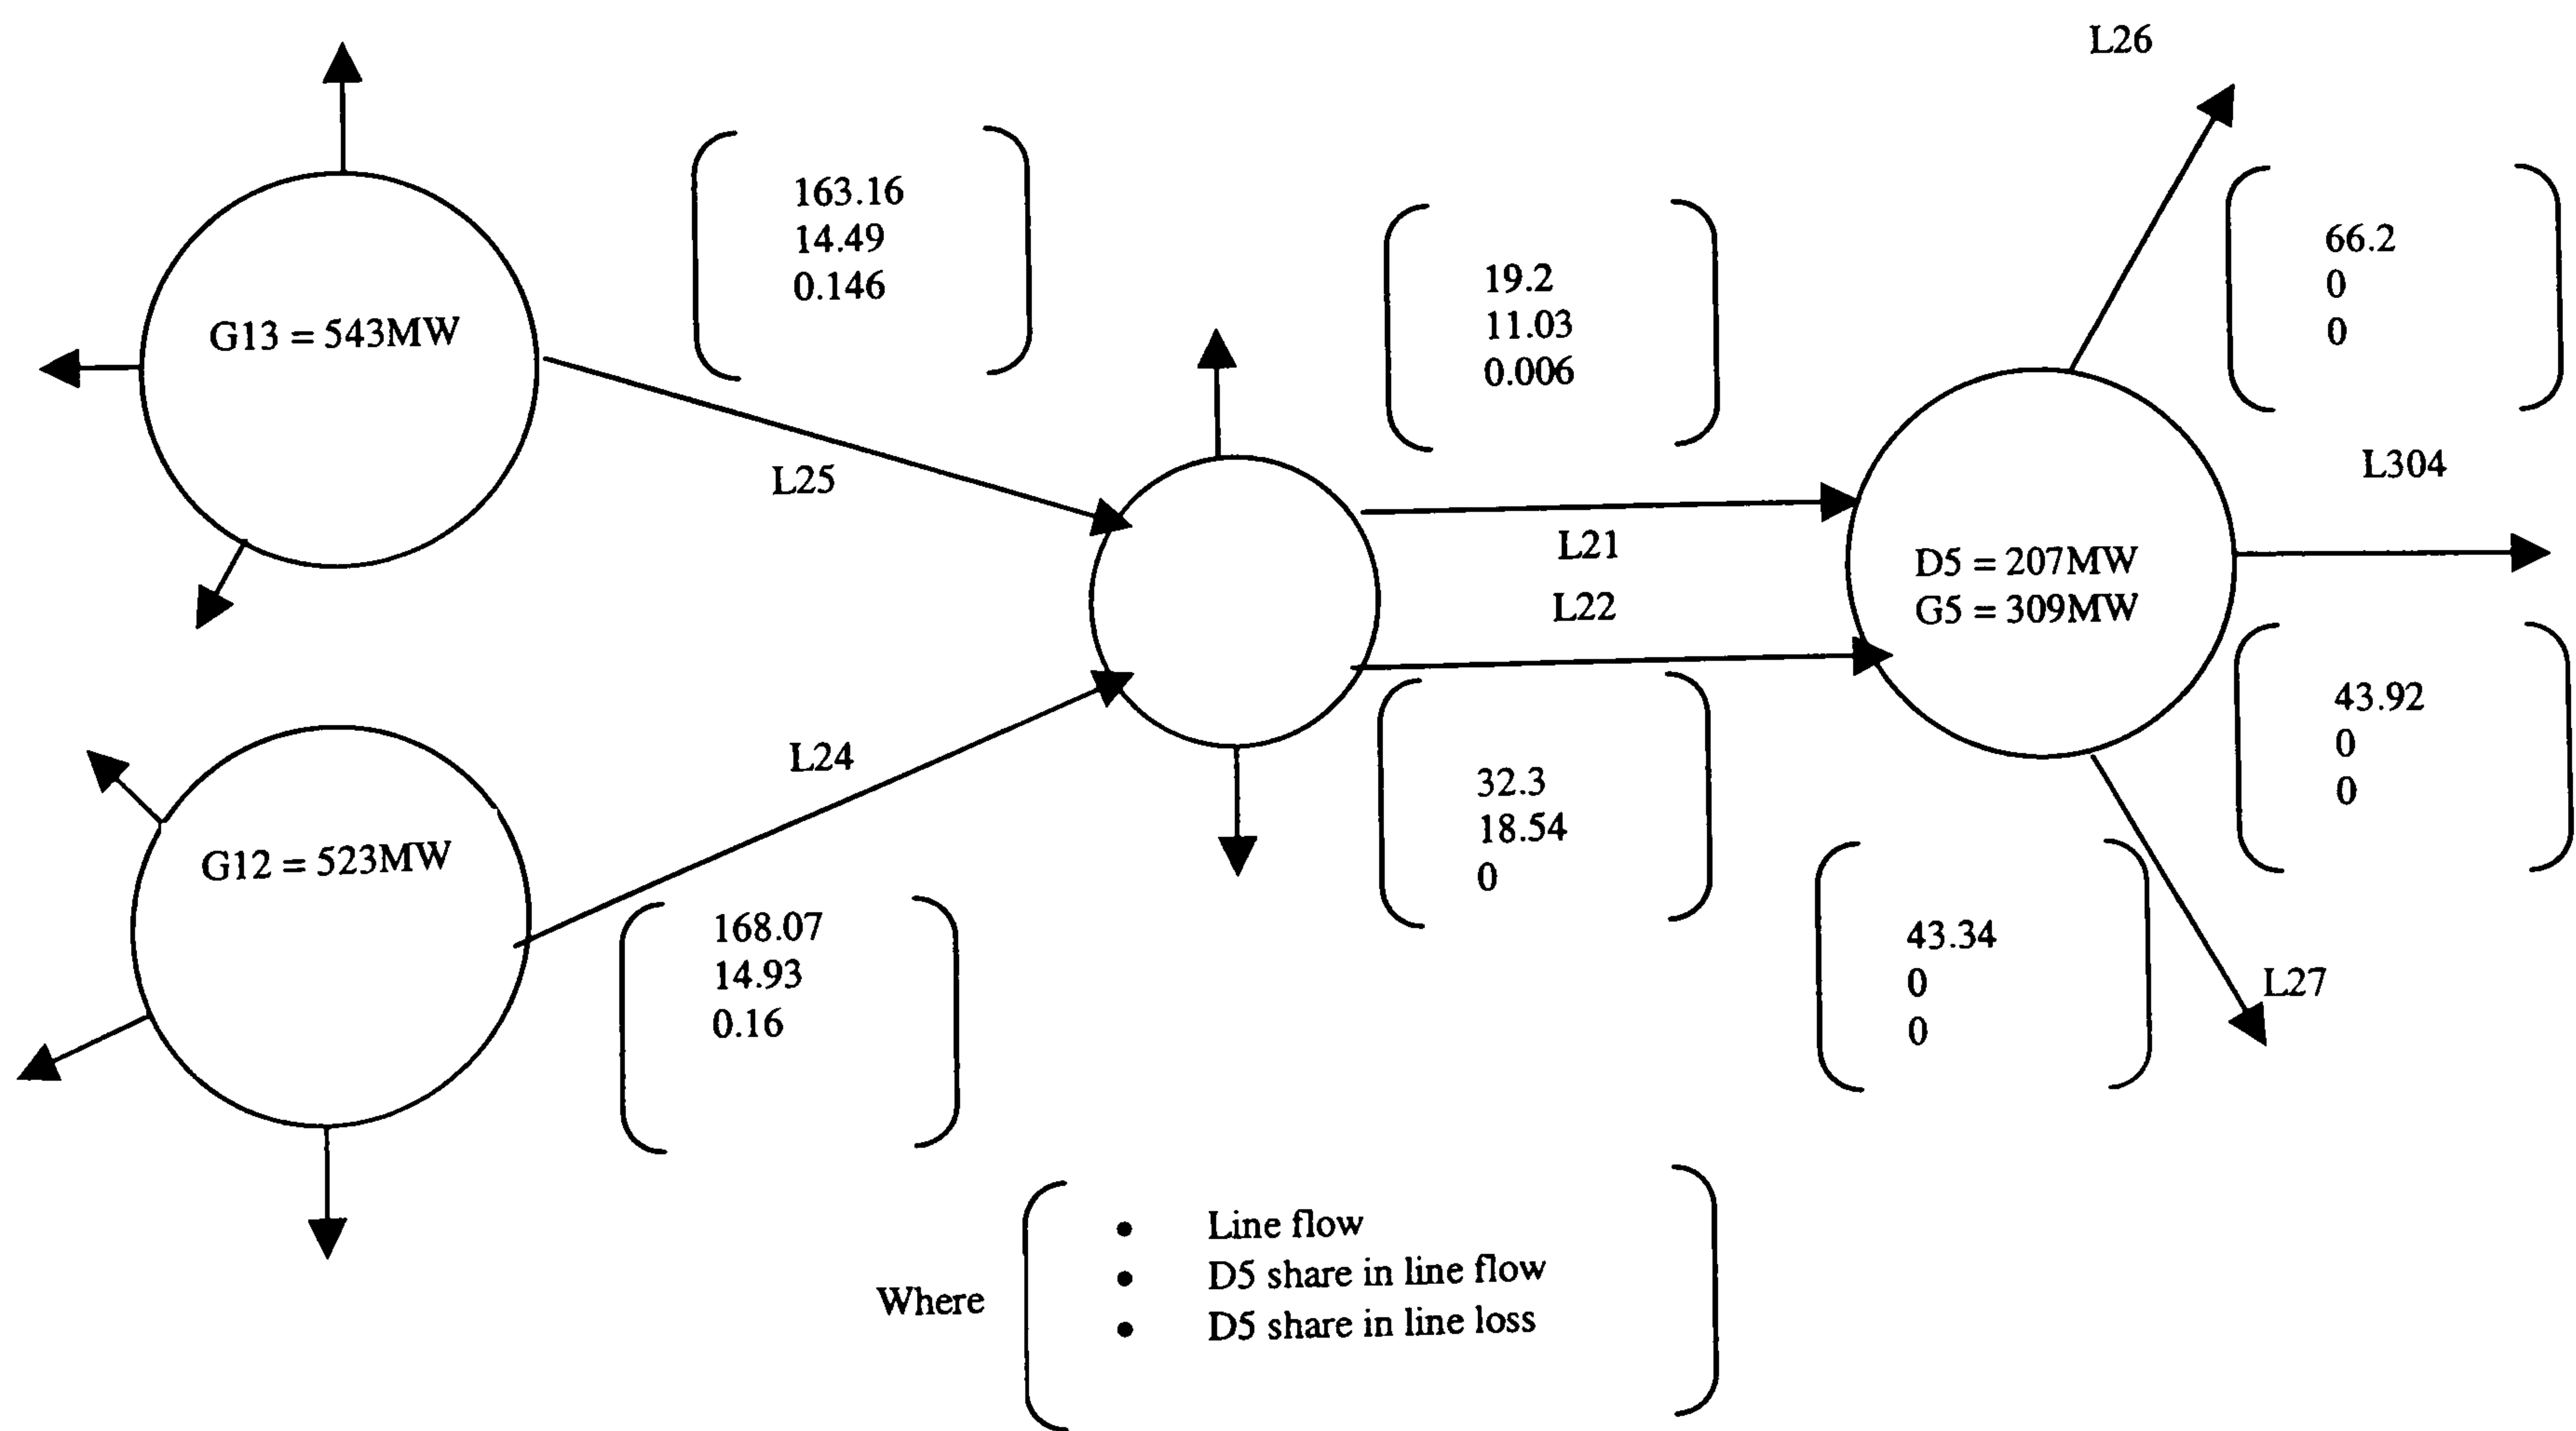 L26
163.16
14.49
0.146
G13 = 543MW
19.2
11.03
0.006
66.2
0
0
L25
L304
L21
L22
D5 = 207MW
G5 = 309MW
L24
G12 = 523MW
168.07
14.93
0.16
32.3
18.54
0
43.92
0
0
43.34
0
0
L27
Where
• Line flow
• D5 share in line flow
• D5 share in line loss